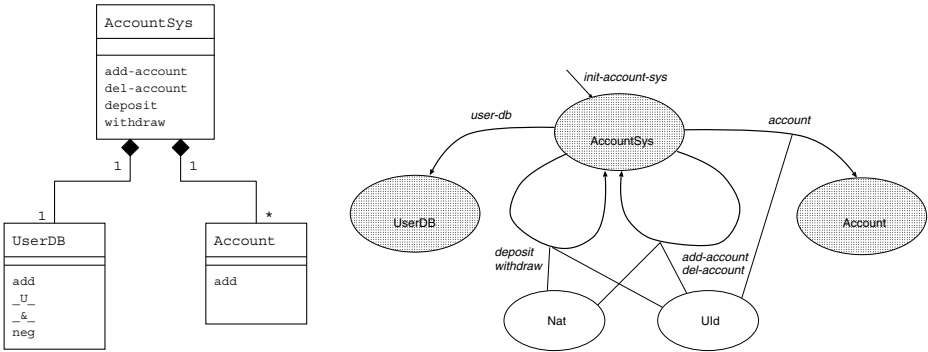 AccountSys
add-account
del-account
deposit
withdraw
1
1
1
*
UserDB
add
_U_
_&_
neg
Account
add
init-account-sys
user-db
account
AccountSys
UserDB
Account
deposit
withdraw
add-account
del-account
Nat
UId